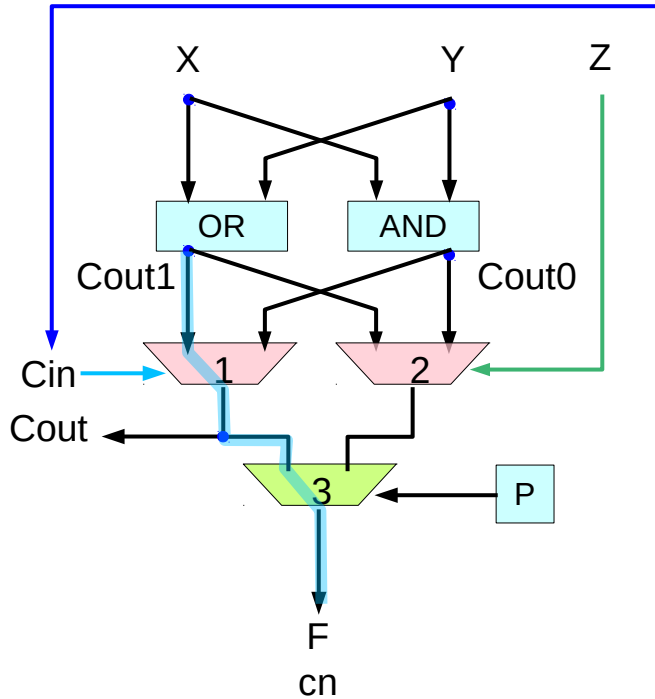 X Y Z
OR AND
Cout1 Cout0
Cin 1 2
Cout
3 P
F
cn